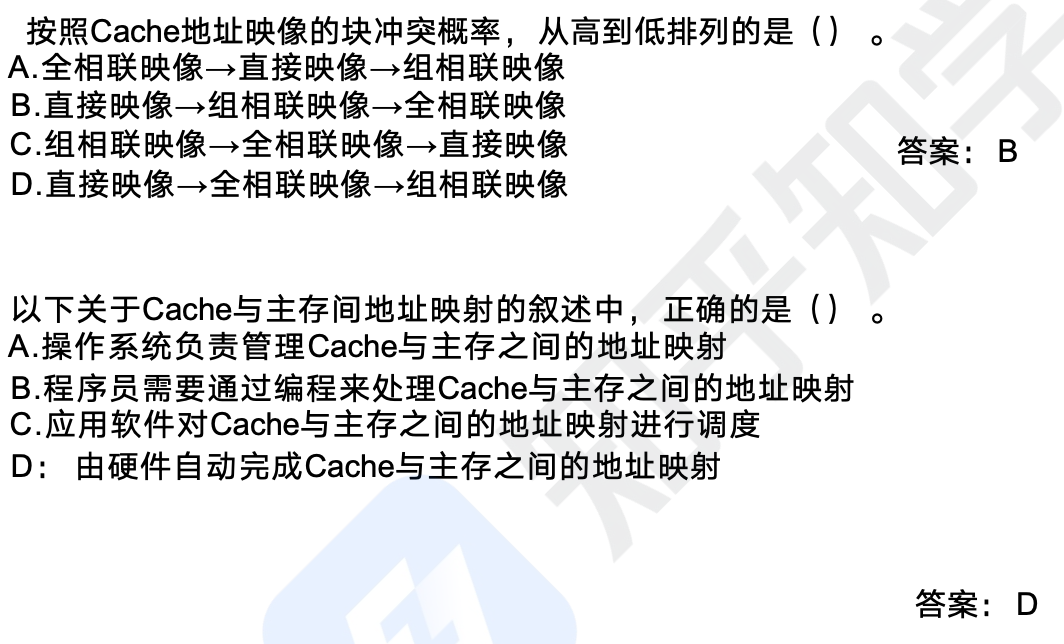 按照Cache地址映像的块冲突概率，从高到低排列的是（）。
A.全相联映像→直接映像→组相联映像
B.直接映像→组相联映像→全相联映像
C.组相联映像→全相联映像→直接映像
D.直接映像→全相联映像→组相联映像
答案： B
以下关于Cache与主存间地址映射的叙述中，正确的是（）。
A.操作系统负责管理Cache与主存之间的地址映射
B.程序员需要通过编程来处理Cache与主存之间的地址映射
C.应用软件对Cache与主存之间的地址映射进行调度
D： 由硬件自动完成Cache与主存之间的地址映射
答案： D
知乎知学